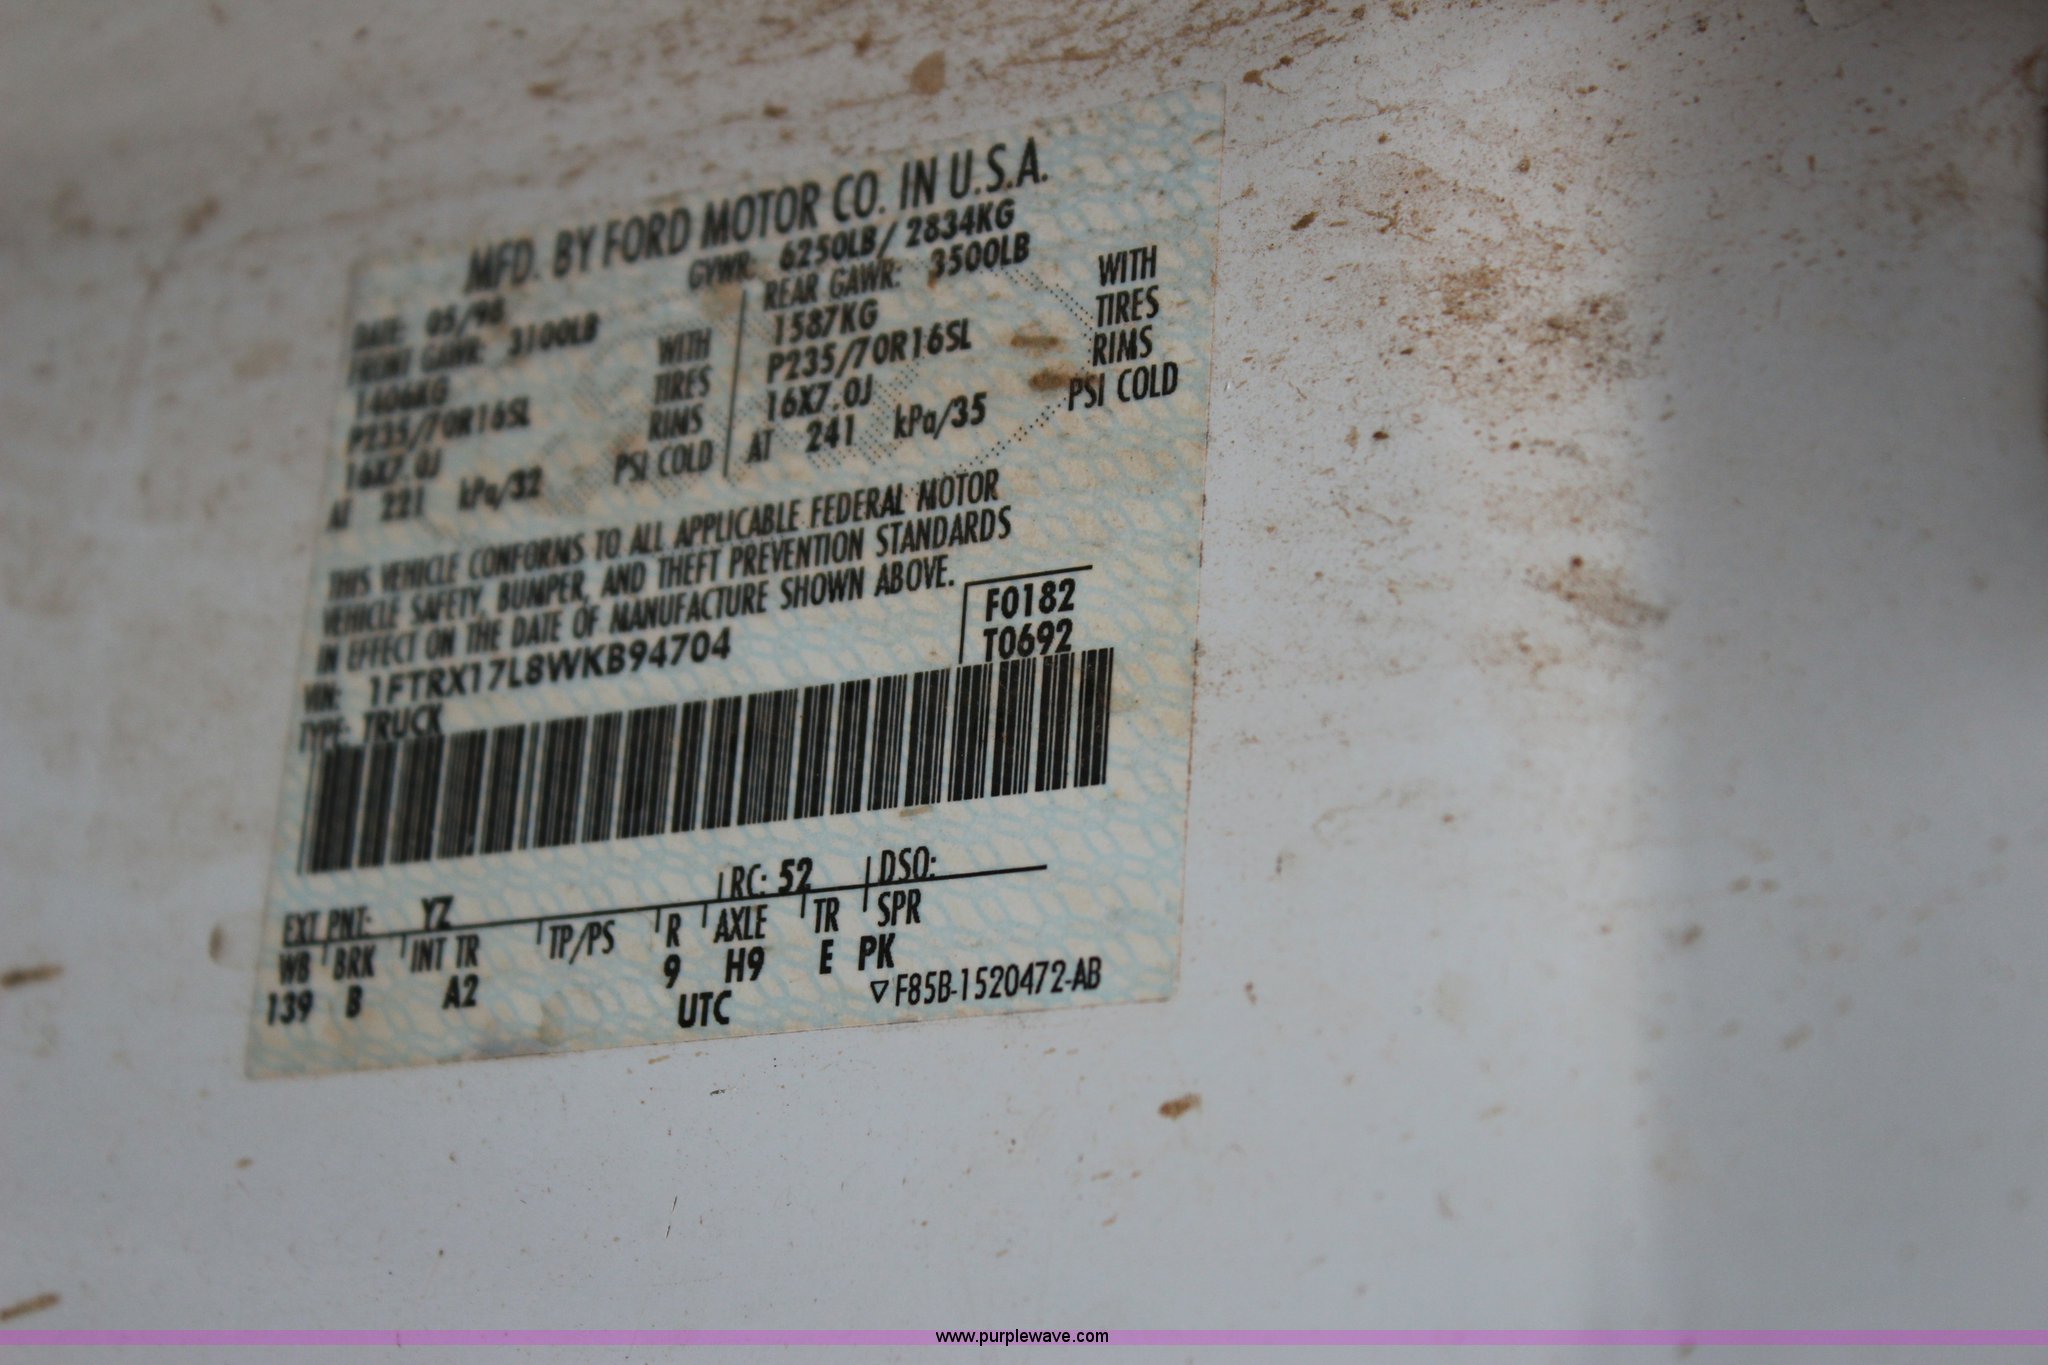 MFD. BY FORD MOTOR CO. IN U.S.A.
DATE: 05/98 GVWR: 6250LB/ 2834KG
FRONT GAWR: 3100LB REAR GAWR: 3500LB
1406KG WITH 1587KG WITH
P235/70R16SL TIRES P235/70R16SL TIRES
16X7.0J RIMS 16X7.0J RIMS
AT 221 kPa/32 PSI COLD AT 241 kPa/35 PSI COLD
THIS VEHICLE CONFORMS TO ALL APPLICABLE FEDERAL MOTOR
VEHICLE SAFETY, BUMPER, AND THEFT PREVENTION STANDARDS
IN EFFECT ON THE DATE OF MANUFACTURE SHOWN ABOVE.
VIN: 1FTRX17L8WKB94704 F0182
TYPE: TRUCK T0692
EXT PNT: YZ RC: 52 DSO:
WB BRK INT TR TP/PS R AXLE TR SPR
139 B A2 9 H9 E PK
UTC F85B-1520472-AB
www.purplewave.com